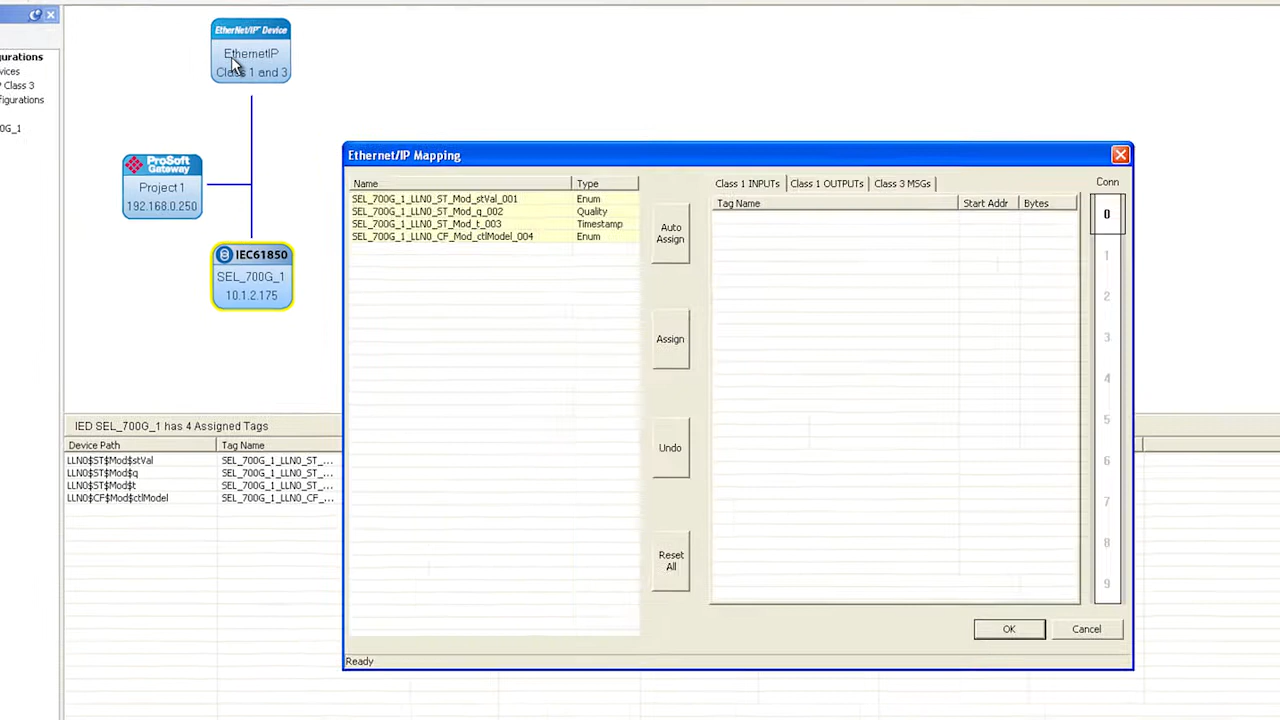 EtherNet/IP Device
EthernetIP
Class 1 and 3
urations
vices
P Class 3
figurations
0G_1
ProSoft
Gateway
Project 1
192.168.0.250
IEC61850
SEL_700G_1
10.1.2.175
Ethernet/IP Mapping
Name Type
SEL_700G_1_LLN0_ST_Mod_stVal_001 Enum
SEL_700G_1_LLN0_ST_Mod_q_002 Quality
SEL_700G_1_LLN0_ST_Mod_t_003 Timestamp
SEL_700G_1_LLN0_CF_Mod_ctlModel_004 Enum
Auto
Assign
Assign
Undo
Reset
All
Class 1 INPUTs Class 1 OUTPUTs Class 3 MSGs
Tag Name Start Addr Bytes
Conn
0
1
2
3
4
5
6
7
8
9
OK Cancel
Ready
IED SEL_700G_1 has 4 Assigned Tags
Device Path Tag Name
LLN0$ST$Mod$stVal SEL_700G_1_LLN0_ST_...
LLN0$ST$Mod$q SEL_700G_1_LLN0_ST_...
LLN0$ST$Mod$t SEL_700G_1_LLN0_ST_...
LLN0$CF$Mod$ctlModel SEL_700G_1_LLN0_CF_...